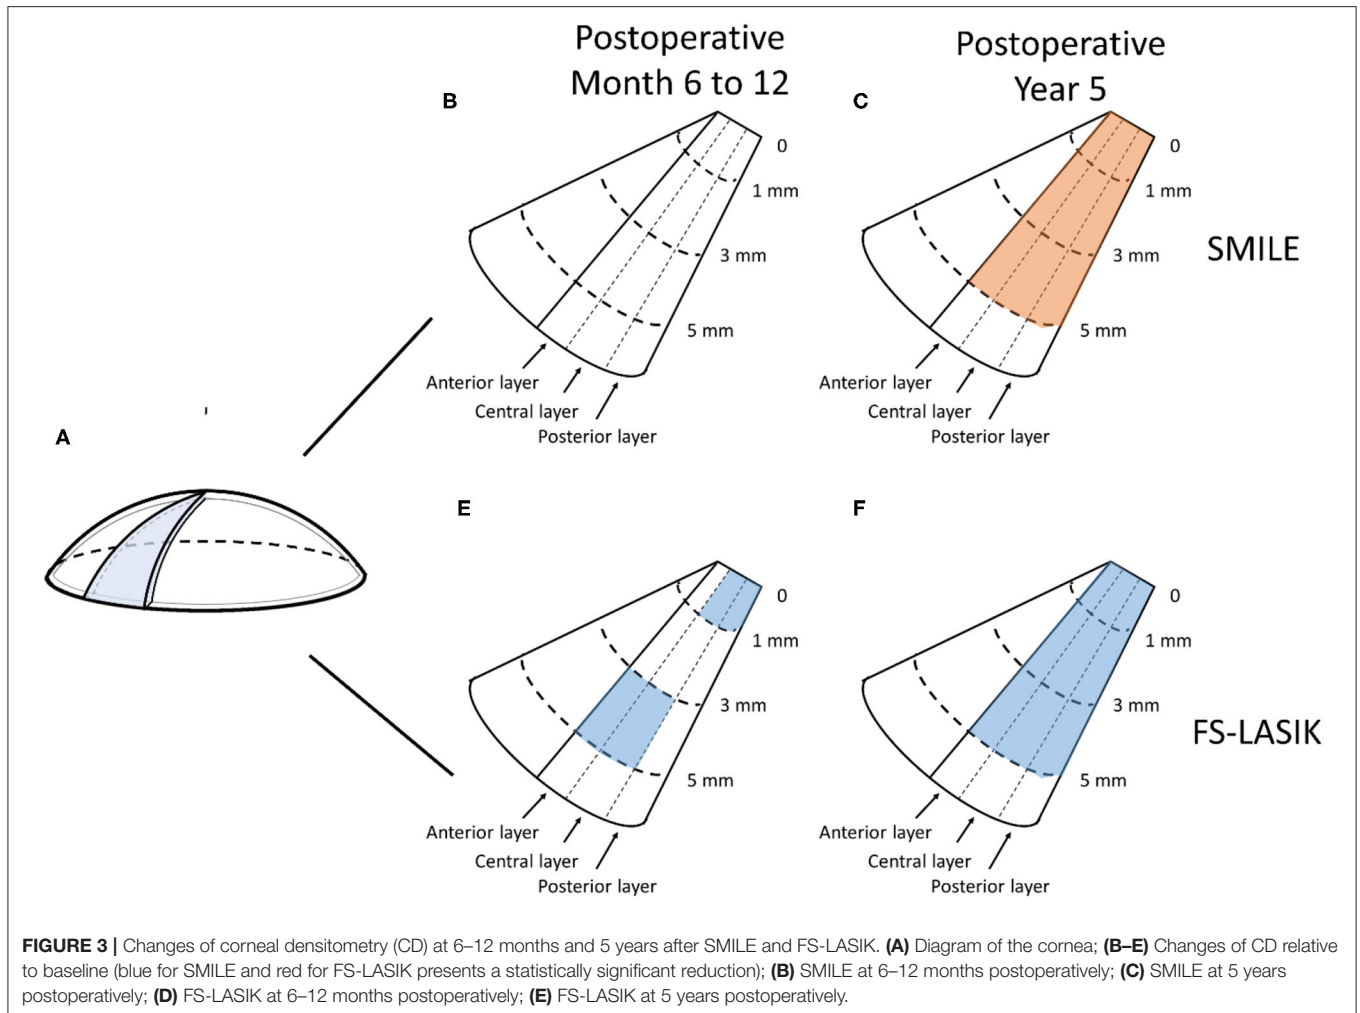 Postoperative
Month 6 to 12
Postoperative
Year 5
B
0
1 mm
3 mm
5 mm
Anterior layer
Central layer
Posterior layer
C
0
1 mm
3 mm
5 mm
Anterior layer
Central layer
Posterior layer
SMILE
A
E
0
1 mm
3 mm
5 mm
Anterior layer
Central layer
Posterior layer
F
0
1 mm
3 mm
5 mm
Anterior layer
Central layer
Posterior layer
FS-LASIK
FIGURE 3 | Changes of corneal densitometry (CD) at 6–12 months and 5 years after SMILE and FS-LASIK. (A) Diagram of the cornea; (B–E) Changes of CD relative
to baseline (blue for SMILE and red for FS-LASIK presents a statistically significant reduction); (B) SMILE at 6–12 months postoperatively; (C) SMILE at 5 years
postoperatively; (D) FS-LASIK at 6–12 months postoperatively; (E) FS-LASIK at 5 years postoperatively.